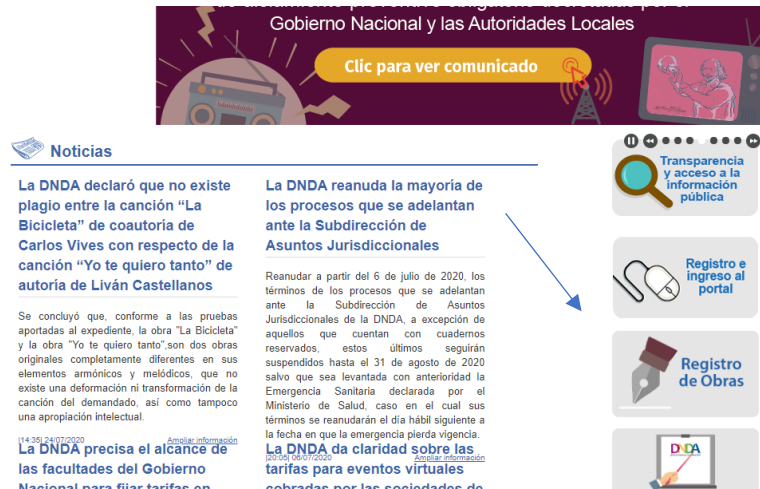 Gobierno Nacional y las Autoridades Locales
Clic para ver comunicado
Noticias
La DNDA declaró que no existe
plagio entre la canción “La
Bicicleta” de coautoría de
Carlos Vives con respecto de la
canción “Yo te quiero tanto” de
autoría de Liván Castellanos
Se concluyó que, conforme a las pruebas
aportadas al expediente, la obra "La Bicicleta"
y la obra "Yo te quiero tanto",son dos obras
originales completamente diferentes en sus
elementos armónicos y melódicos, que no
existe una deformación ni transformación de la
canción del demandado, así como tampoco
una apropiación intelectual.
|14:35| 24/07/2020 Ampliar información
La DNDA precisa el alcance de
las facultades del Gobierno
Nacional para fijar tarifas en
La DNDA reanuda la mayoría de
los procesos que se adelantan
ante la Subdirección de
Asuntos Jurisdiccionales
Reanudar a partir del 6 de julio de 2020, los
términos de los procesos que se adelantan
ante la Subdirección de Asuntos
Jurisdiccionales de la DNDA, a excepción de
aquellos que cuentan con cuadernos
reservados, estos últimos seguirán
suspendidos hasta el 31 de agosto de 2020
salvo que sea levantada con anterioridad la
Emergencia Sanitaria declarada por el
Ministerio de Salud, caso en el cual sus
términos se reanudarán el día hábil siguiente a
la fecha en que la emergencia pierda vigencia.
|20:05| 06/07/2020 Ampliar información
La DNDA da claridad sobre las
tarifas para eventos virtuales
cobradas por las sociedades de
Transparencia
y acceso a la
información
pública
Registro e
ingreso al
portal
Registro
de Obras
DNDA